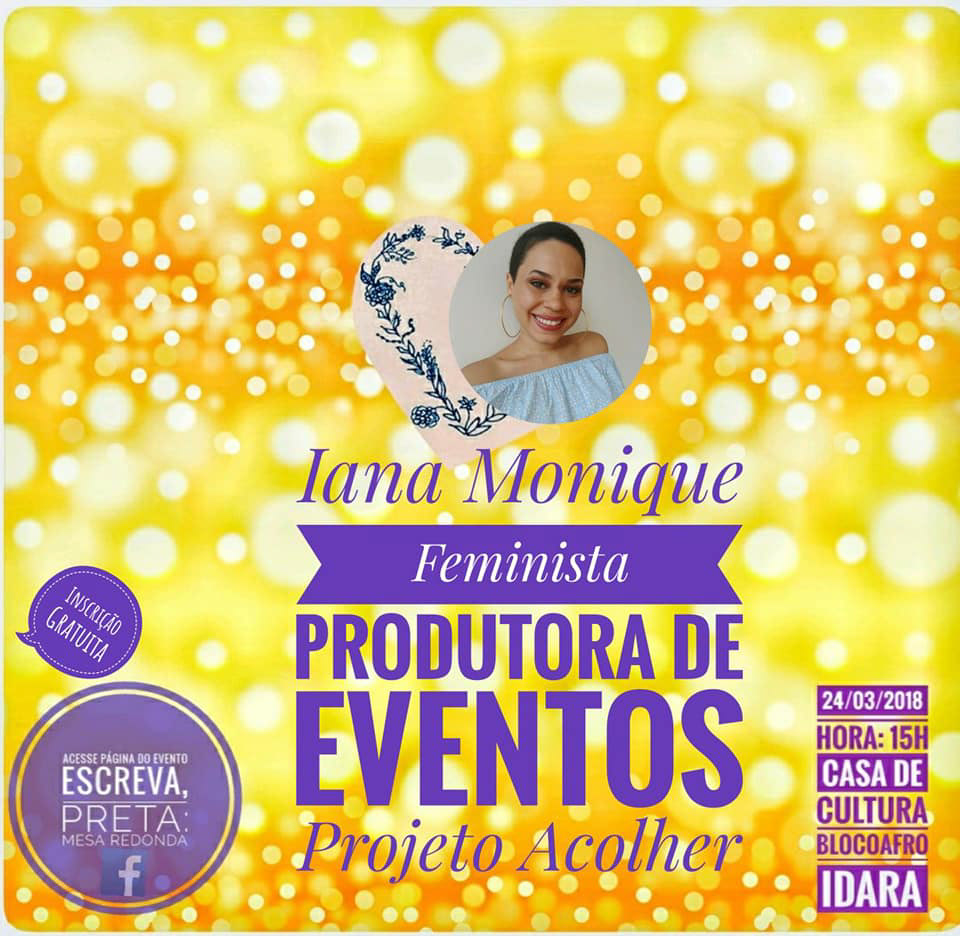 Iana Monique
Feminista
PRODUTORA DE
EVENTOS
Projeto Acolher
INSCRIÇÃO
GRATUITA
ACESSE PÁGINA DO EVENTO
ESCREVA,
PRETA:
MESA REDONDA
f
24/03/2018
HORA: 15H
CASA DE
CULTURA
BLOCOAFRO
IDARA